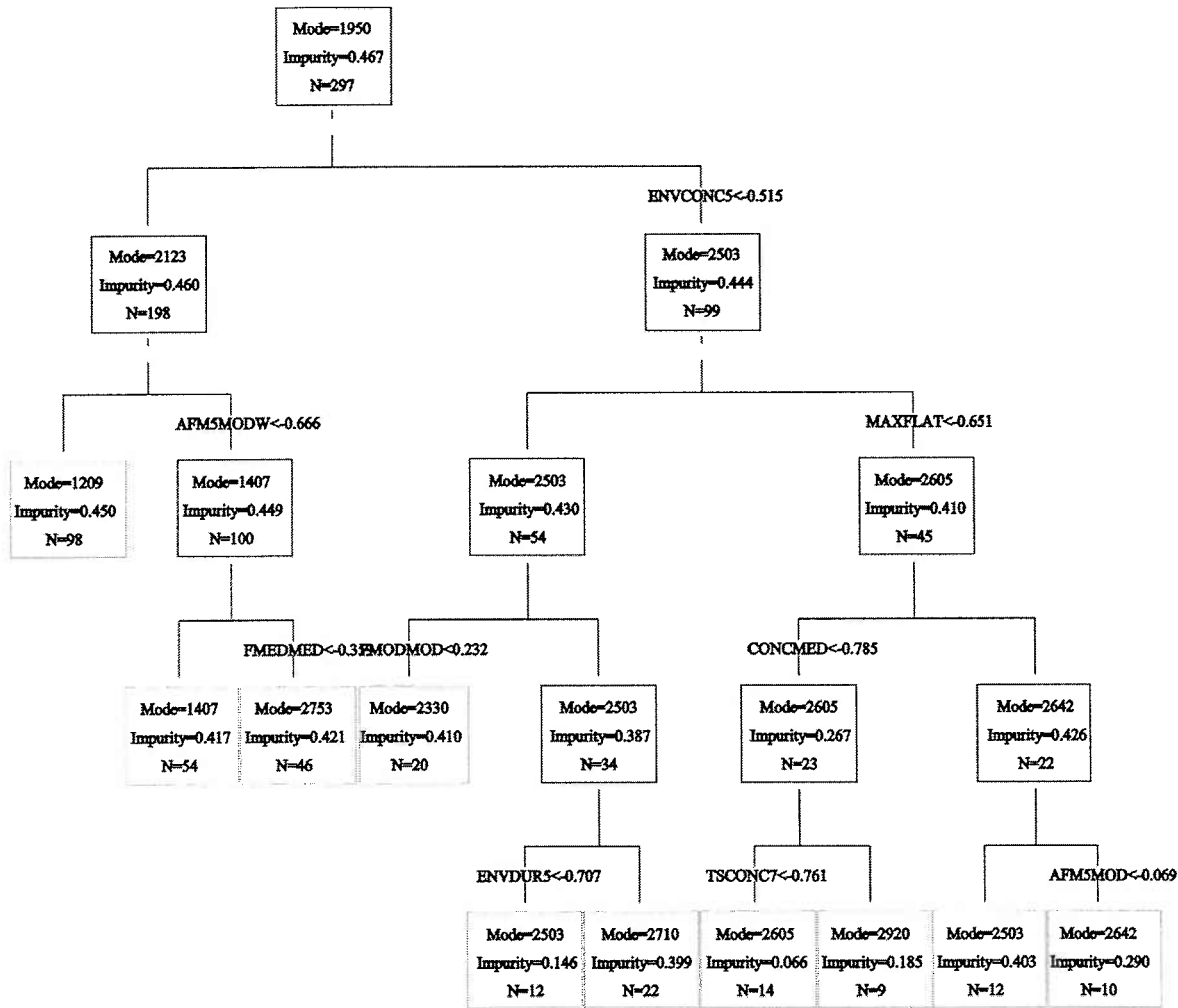 Mode=1950
Impurity=0.467
N=297
ENVCONC5<-0.515
Mode=2123
Impurity=0.460
N=198
Mode=2503
Impurity=0.444
N=99
AFM5MODW<-0.666
MAXFLAT<-0.651
Mode=1209
Impurity=0.450
N=98
Mode=1407
Impurity=0.449
N=100
Mode=2503
Impurity=0.430
N=54
Mode=2605
Impurity=0.410
N=45
FMODMOD<0.232
CONCMED<-0.785
Mode=1407
Impurity=0.417
N=54
Mode=2753
Impurity=0.421
N=46
Mode=2330
Impurity=0.410
N=20
Mode=2503
Impurity=0.387
N=34
Mode=2605
Impurity=0.267
N=23
Mode=2642
Impurity=0.426
N=22
ENVDUR5<-0.707
TSCONC7<-0.761
AFM5MOD<-0.069
Mode=2503
Impurity=0.146
N=12
Mode=2710
Impurity=0.399
N=22
Mode=2605
Impurity=0.066
N=14
Mode=2920
Impurity=0.185
N=9
Mode=2503
Impurity=0.403
N=12
Mode=2642
Impurity=0.290
N=10